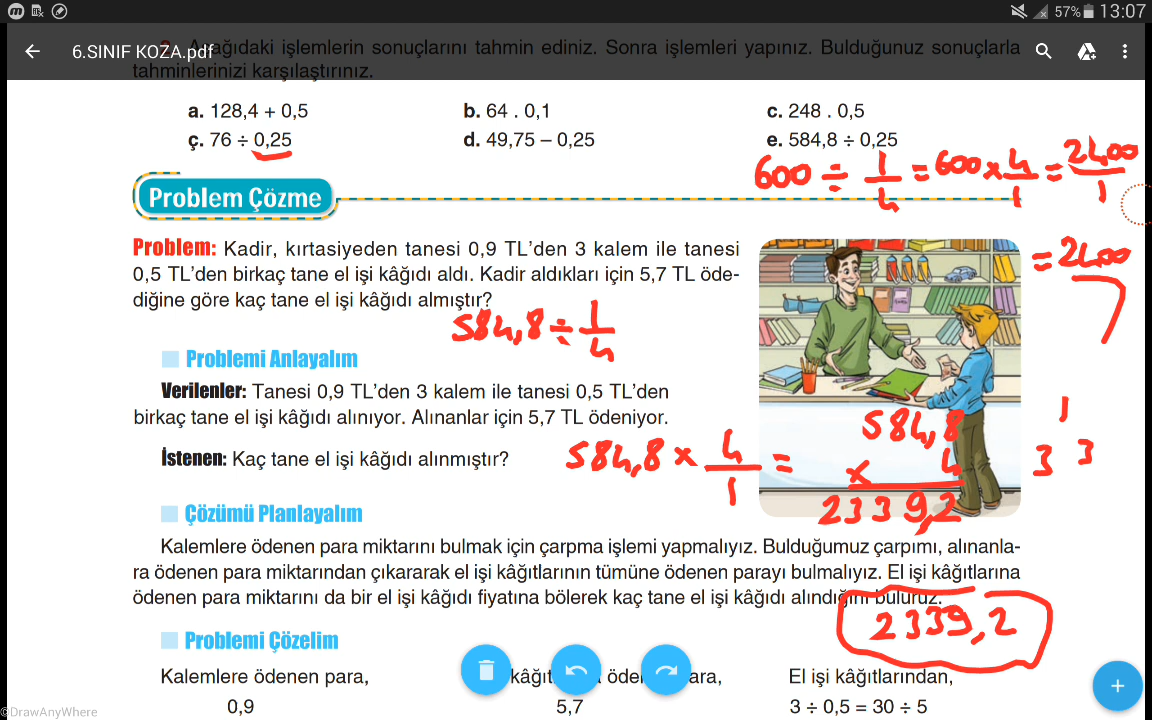 57% 13:07
6.SINIF KOZA.pdf
Aşağıdaki işlemlerin sonuçlarını tahmin ediniz. Sonra işlemleri yapınız. Bulduğunuz sonuçlarla
tahminlerinizi karşılaştırınız.
a. 128,4 + 0,5 b. 64 . 0,1 c. 248 . 0,5
ç. 76 ÷ 0,25 d. 49,75 – 0,25 e. 584,8 ÷ 0,25
600 ÷ 1/4 = 600 x 4/1 = 2400/1
= 2400
Problem Çözme
Problem: Kadir, kırtasiyeden tanesi 0,9 TL’den 3 kalem ile tanesi
0,5 TL’den birkaç tane el işi kâğıdı aldı. Kadir aldıkları için 5,7 TL öde-
diğine göre kaç tane el işi kâğıdı almıştır?
584,8 ÷ 1/4
Problemi Anlayalım
Verilenler: Tanesi 0,9 TL’den 3 kalem ile tanesi 0,5 TL’den
birkaç tane el işi kâğıdı alınıyor. Alınanlar için 5,7 TL ödeniyor.
İstenen: Kaç tane el işi kâğıdı alınmıştır?
584,8 x 4/1 =
584,8
x 4
2339,2
1
3 3
Çözümü Planlayalım
Kalemlere ödenen para miktarını bulmak için çarpma işlemi yapmalıyız. Bulduğumuz çarpımı, alınanla-
ra ödenen para miktarından çıkararak el işi kâğıtlarının tümüne ödenen parayı bulmalıyız. El işi kâğıtlarına
ödenen para miktarını da bir el işi kâğıdı fiyatına bölerek kaç tane el işi kâğıdı alındığını buluruz.
2339,2
Problemi Çözelim
Kalemlere ödenen para, El işi kâğıtlarından,
0,9 5,7 3 ÷ 0,5 = 30 ÷ 5
©DrawAnyWhere